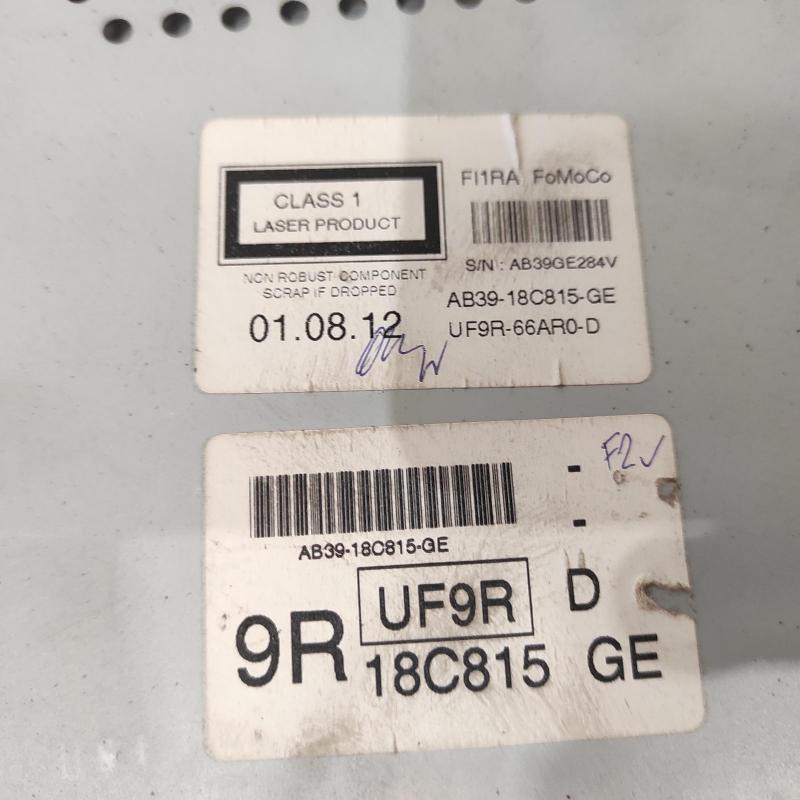 CLASS 1
LASER PRODUCT
NON ROBUST COMPONENT
SCRAP IF DROPPED
01.08.12
FI1RA FoMoCo
S/N : AB39GE284V
AB39-18C815-GE
UF9R-66AR0-D
F2
-
-
AB39-18C815-GE
9R UF9R D
18C815 GE